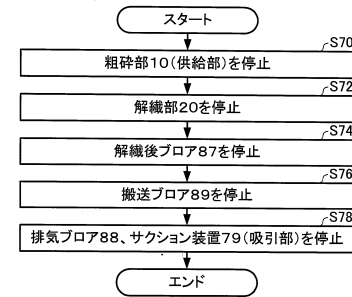 スタート
S70
粗砕部10(供給部)を停止
S72
解繊部20を停止
S74
解繊後ブロア87を停止
S76
搬送ブロア89を停止
S78
排気ブロア88、サクション装置79(吸引部)を停止
エンド